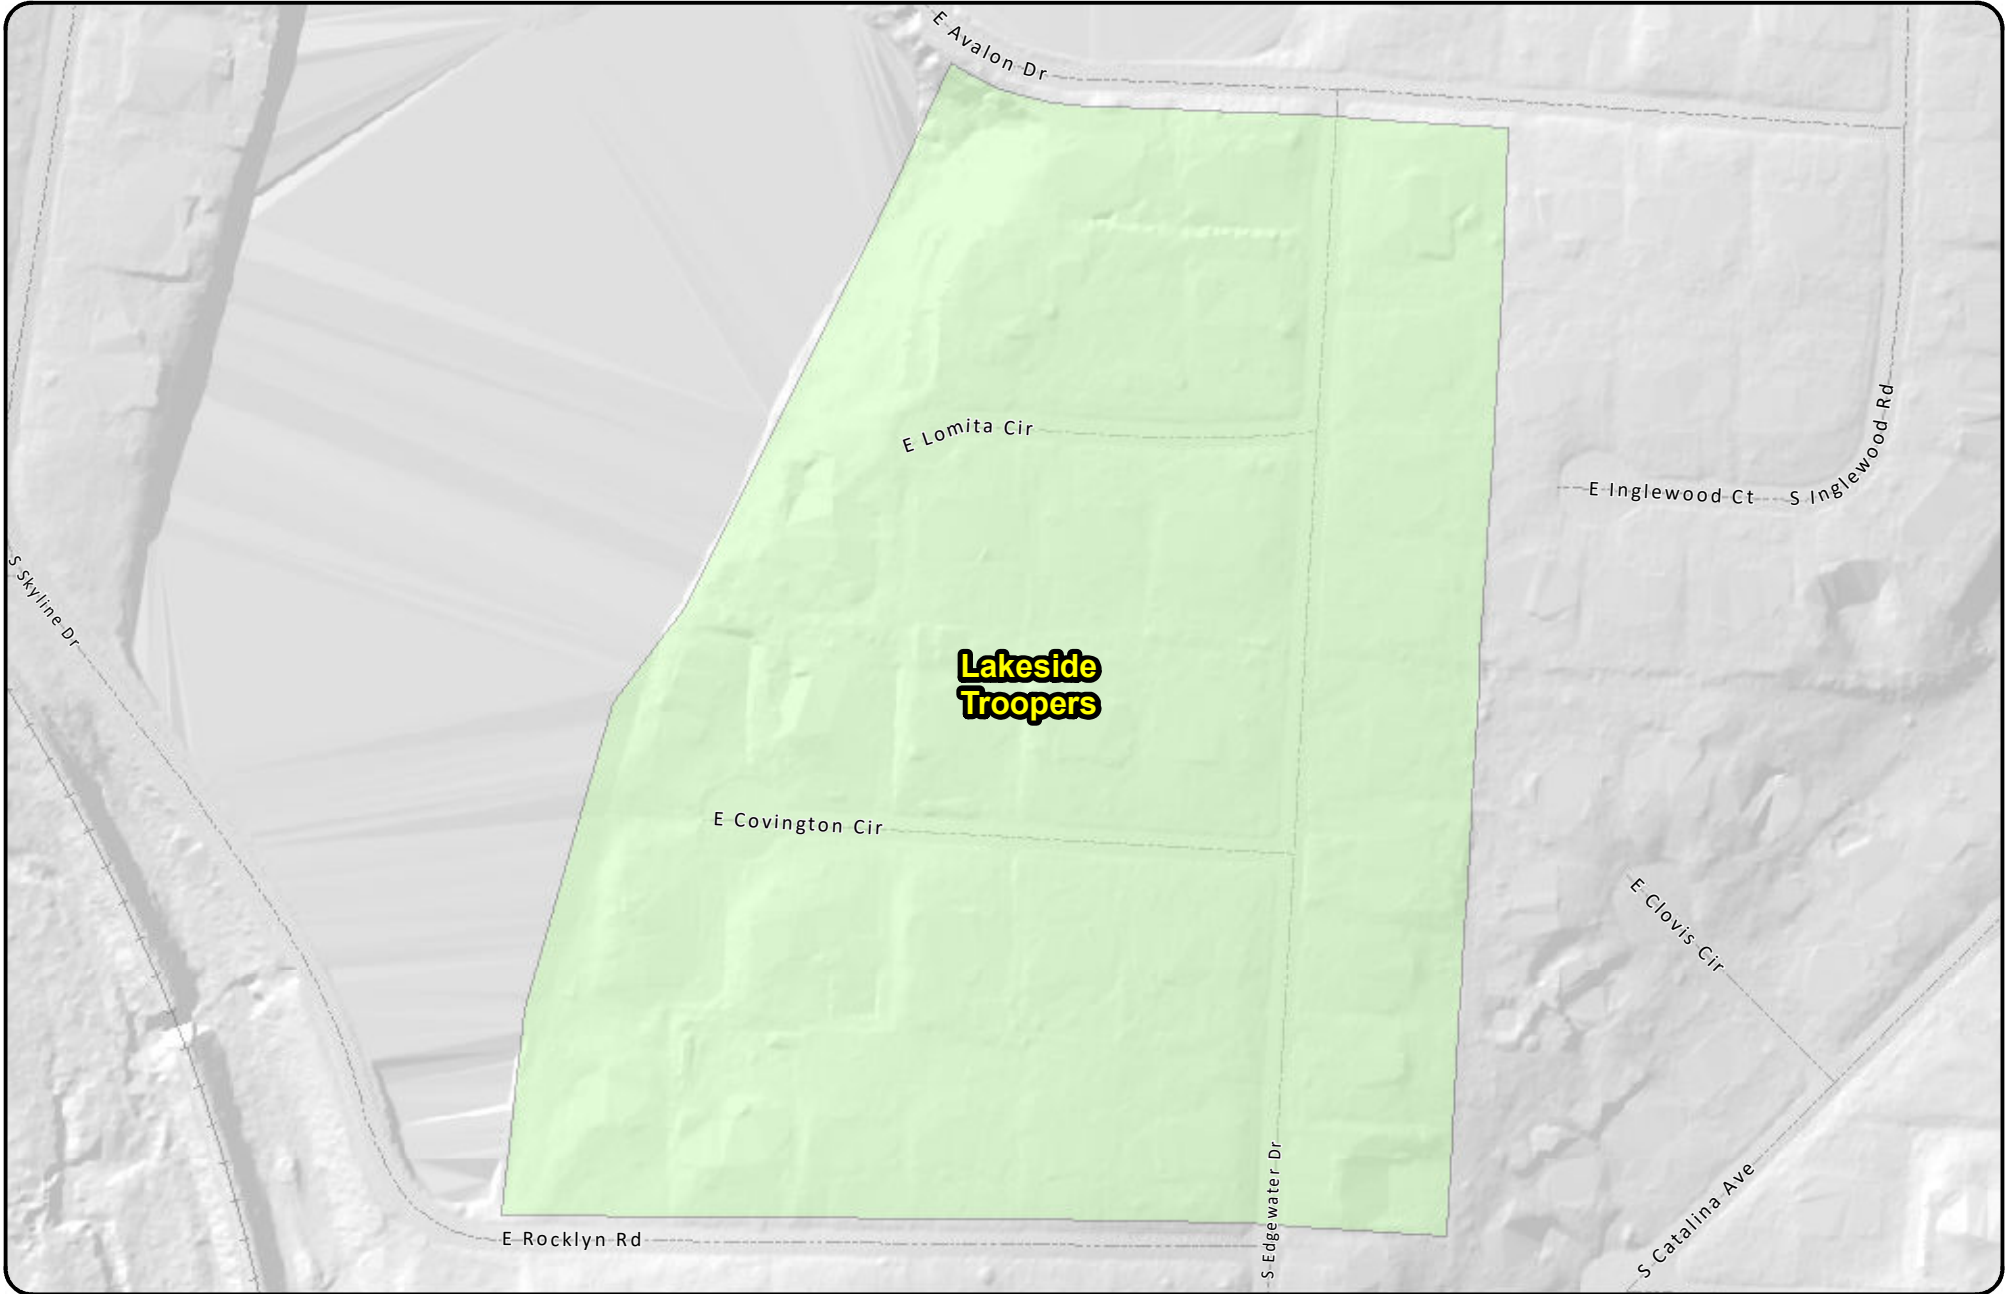 E Avalon Dr
E Lomita Cir
S Inglewood Rd
E Inglewood Ct
S Skyline Dr
Lakeside
Troopers
E Covington Cir
E Clovis Cir
S Edgewater Dr
S Catalina Ave
E Rocklyn Rd